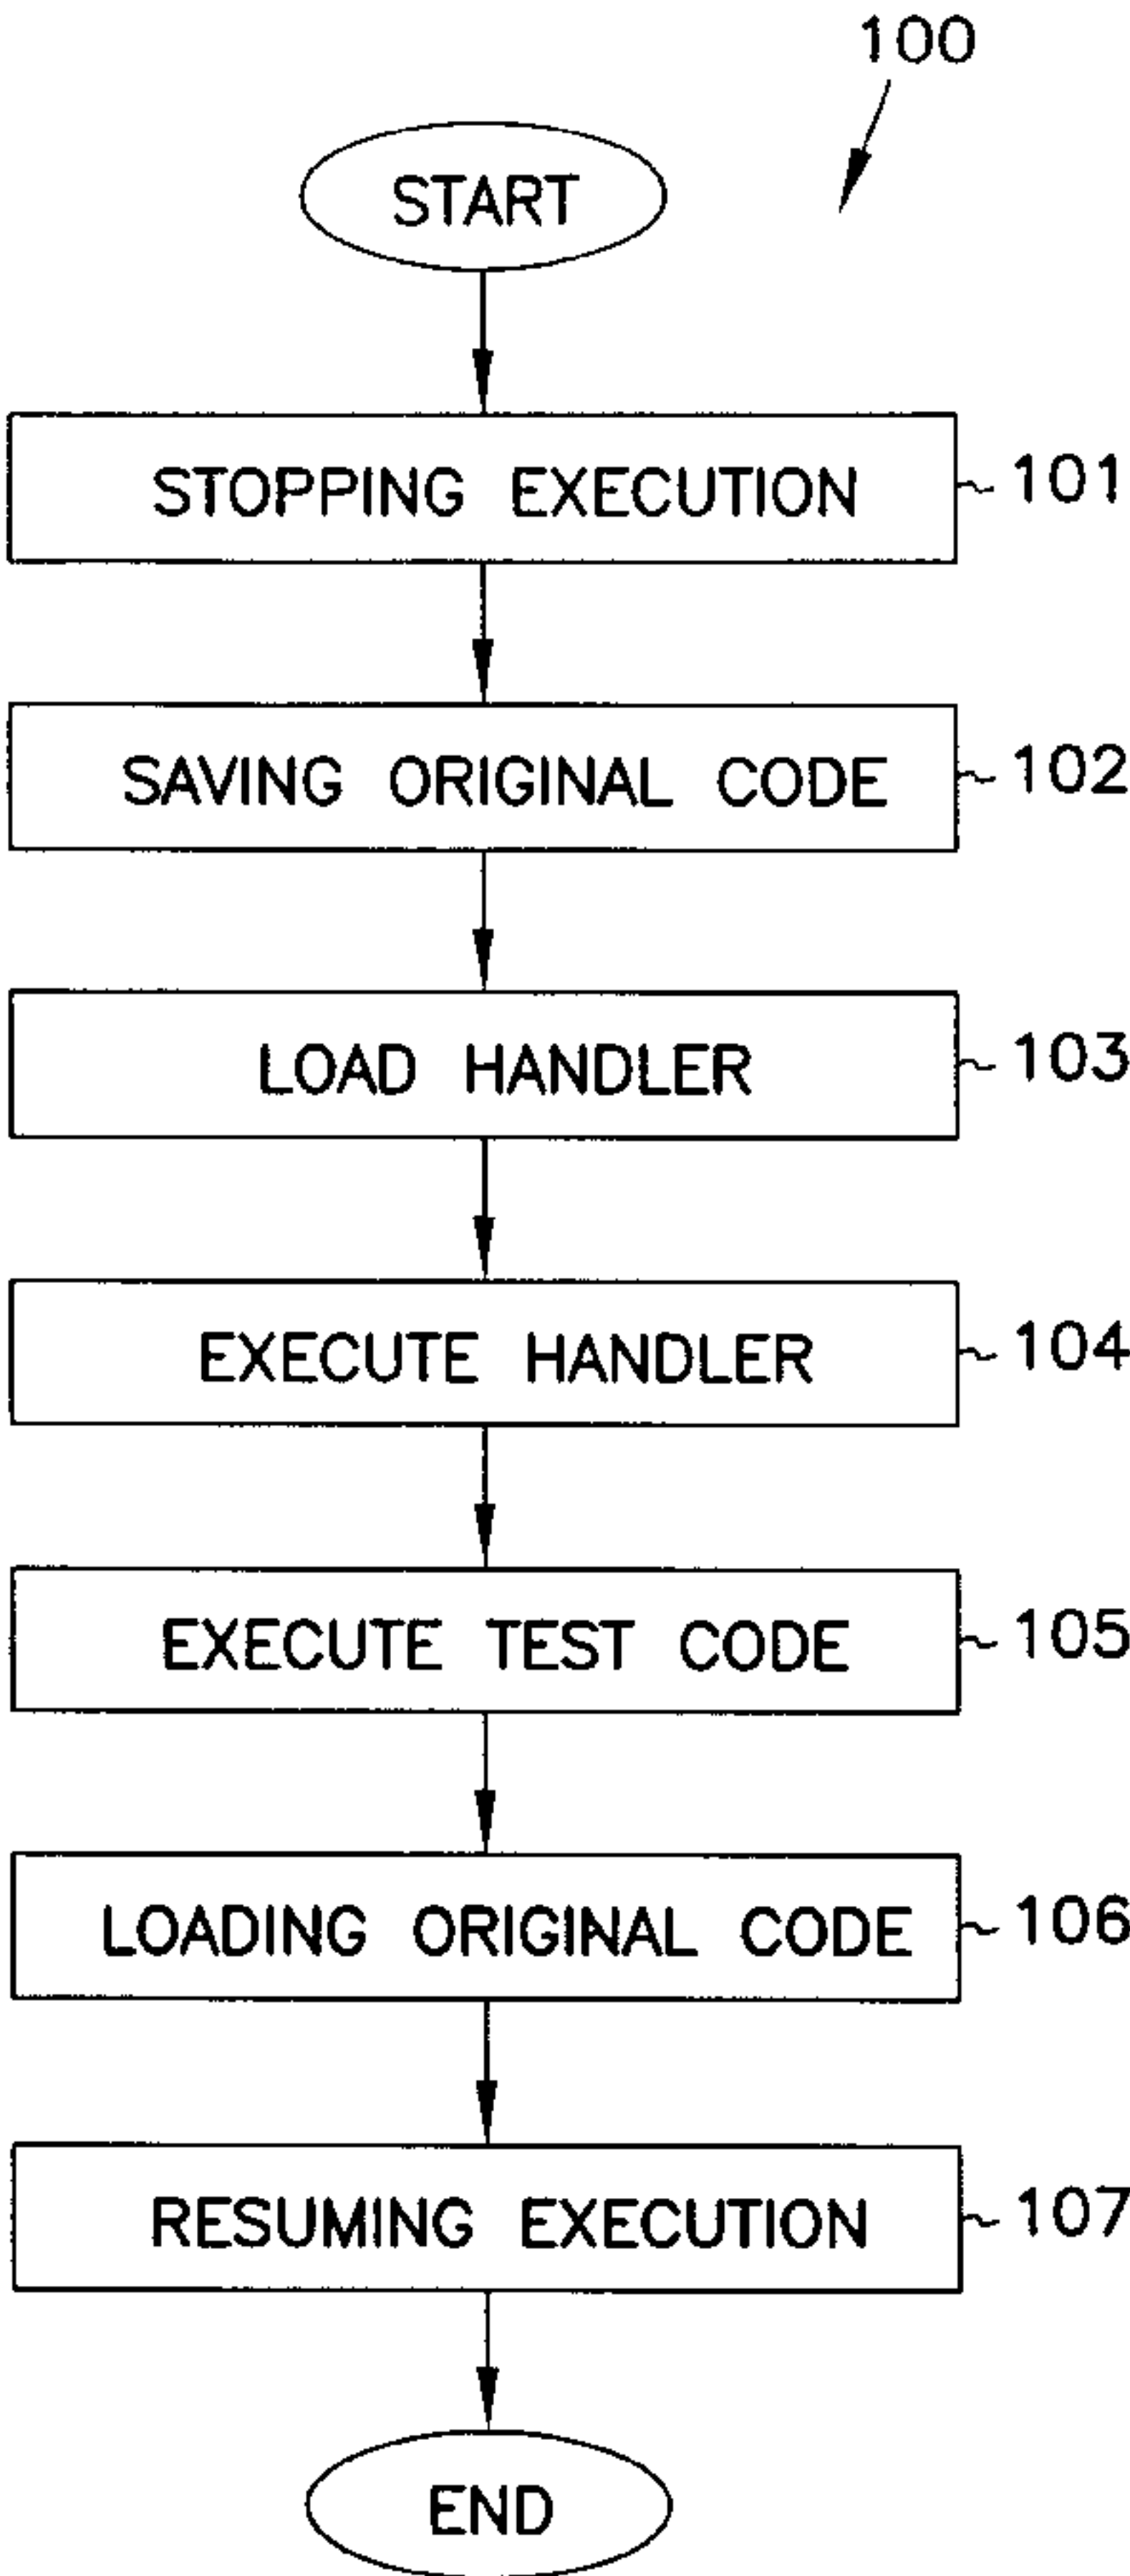 100
START
STOPPING EXECUTION 101
SAVING ORIGINAL CODE 102
LOAD HANDLER 103
EXECUTE HANDLER 104
EXECUTE TEST CODE 105
LOADING ORIGINAL CODE 106
RESUMING EXECUTION 107
END